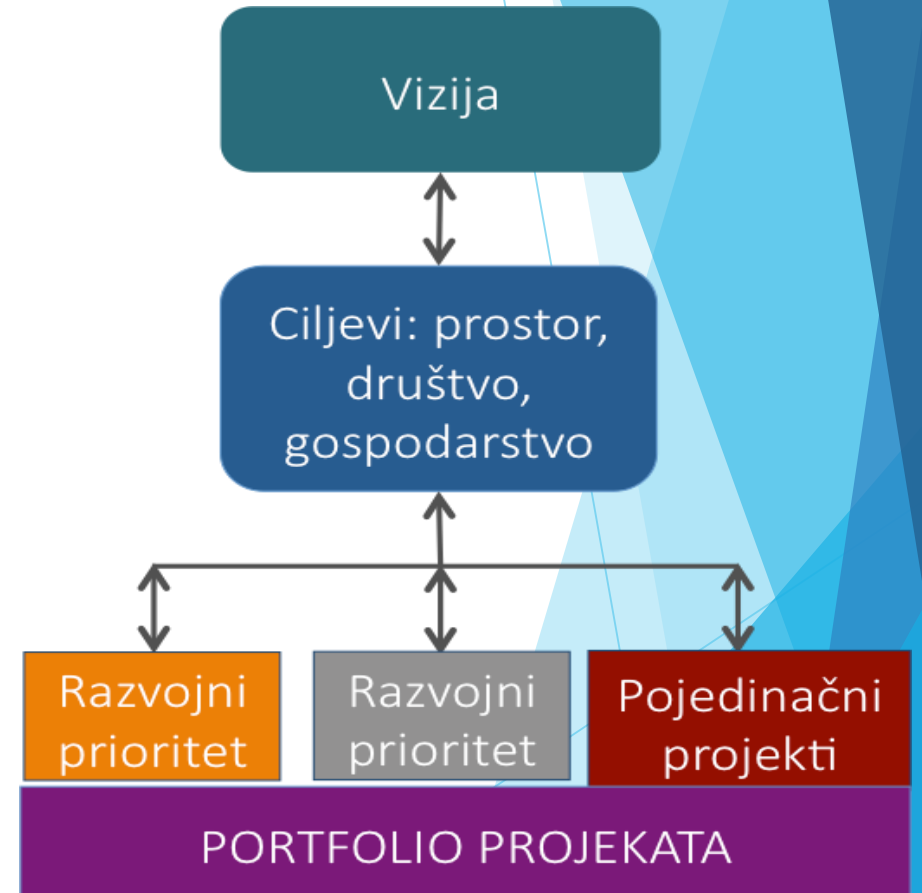 Vizija
Ciljevi: prostor,
društvo,
gospodarstvo
Razvojni
prioritet
Razvojni
prioritet
Pojedinačni
projekti
PORTFOLIO PROJEKATA